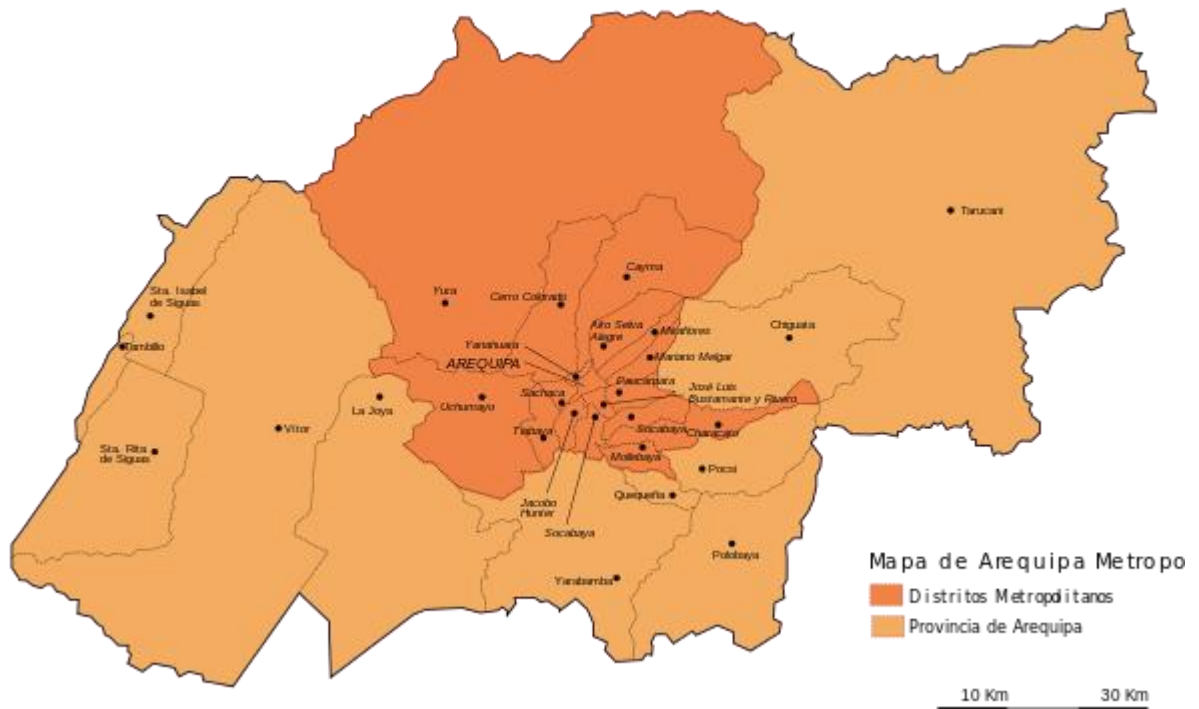 Tarucani
Cayma
Sta. Isabel
de Siguas
Yura
Cerro Colorado
Alto Selva
Alegre
Miraflores
Chiguata
Yanahuara
Tambillo
AREQUIPA
Mariano Melgar
Paucarpata
José Luis
Bustamante y Rivero
Sachaca
La Joya
Uchumayo
Vitor
Tiabaya
Socabaya
Characato
Sta. Rita
de Siguas
Mollebaya
Pocsi
Quequeña
Jacobo
Hunter
Socabaya
Polobaya
Yarabamba
Mapa de Arequipa Metropo
Distritos Metropolitanos
Provincia de Arequipa
10 Km
30 Km